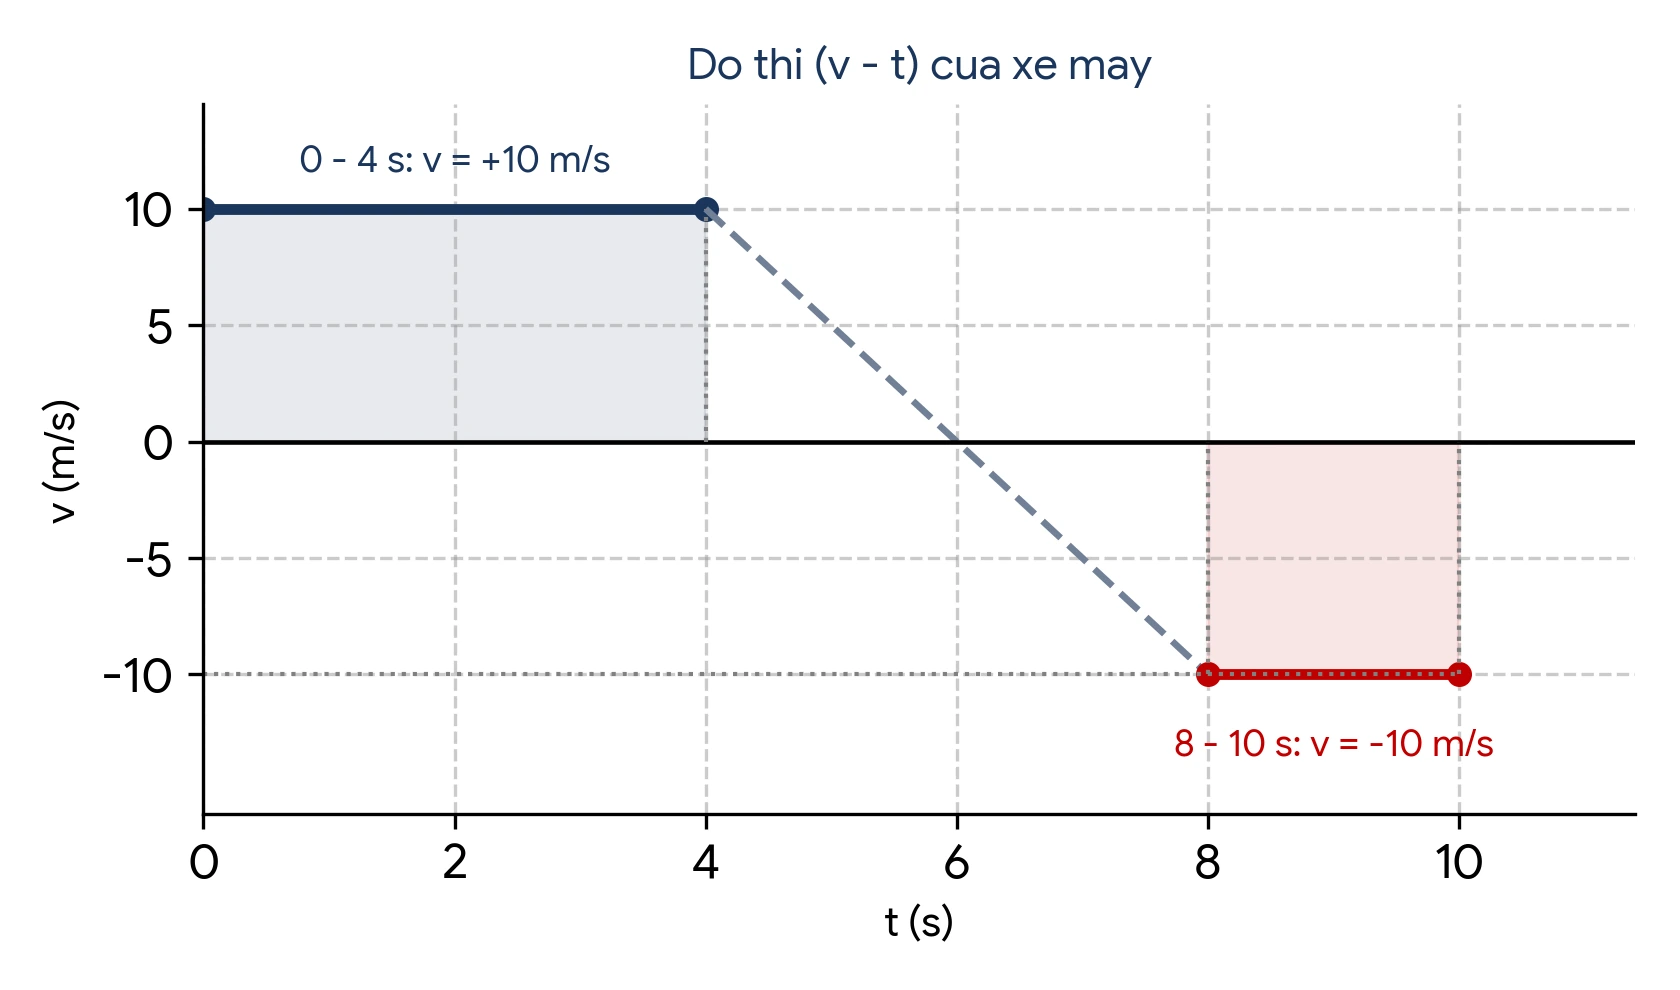 Do thi (v - t) cua xe may
0 - 4 s: v = +10 m/s
10
5
0
-5
-10
v (m/s)
8 - 10 s: v = -10 m/s
0 2 4 6 8 10
t (s)